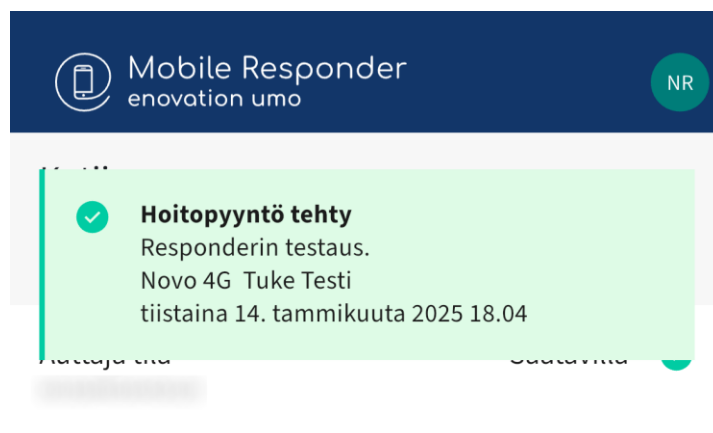 Mobile Responder
enovation umo
NR
Hoitopyyntö tehty
Responderin testaus.
Novo 4G Tuke Testi
tiistaina 14. tammikuuta 2025 18.04